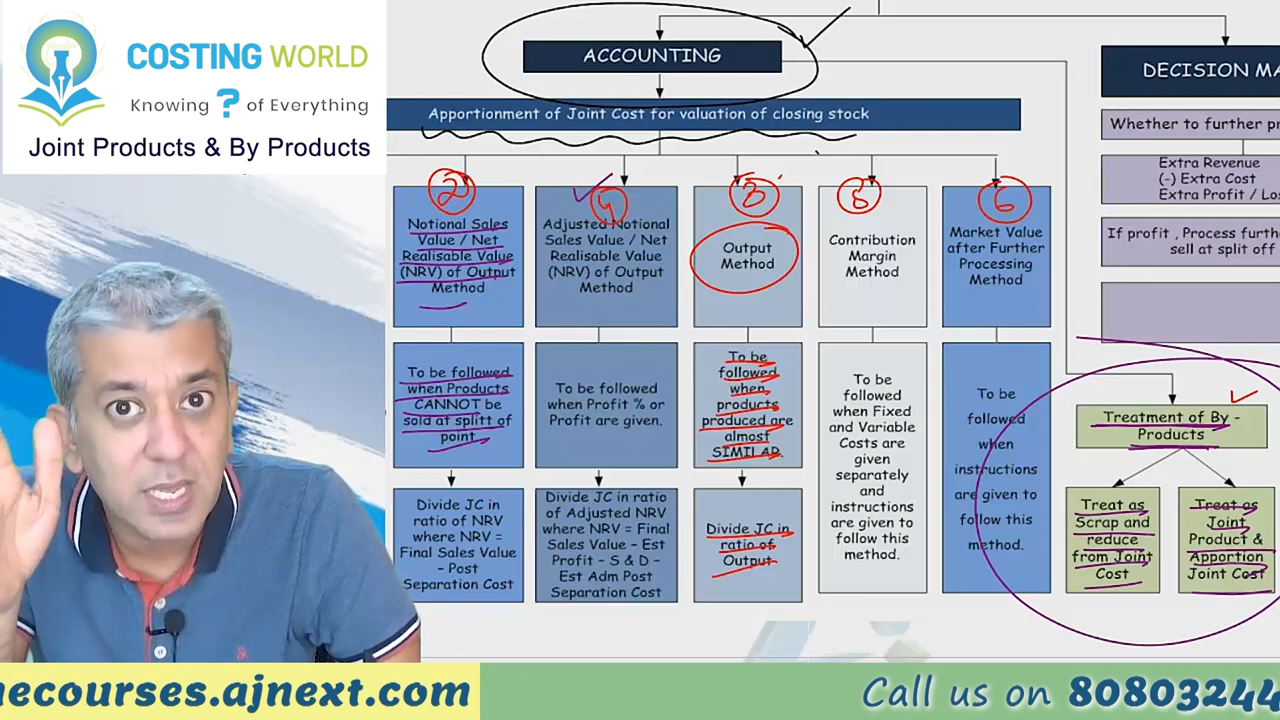 COSTING WORLD
Knowing ? of Everything
Joint Products & By Products
ACCOUNTING
Apportionment of Joint Cost for valuation of closing stock
2
Notional Sales
Value / Net
Realisable Value
(NRV) of Output
Method
To be followed
when Products
CANNOT be
sold at splitt of
point.
Divide JC in
ratio of NRV
where NRV =
Final Sales Value
- Post
Separation Cost
Adjusted Notional
Sales Value / Net
Realisable Value
(NRV) of Output
Method
To be followed
when Profit % or
Profit are given.
Divide JC in ratio
of Adjusted NRV
where NRV = Final
Sales Value – Est
Profit – S & D –
Est Adm Post
Separation Cost
3
Output
Method
To be
followed
when
products
produced are
almost
SIMILAR.
Divide JC in
ratio of
Output
Contribution
Margin
Method
To be
followed
when Fixed
and Variable
Costs are
given
separately
and
instructions
are given to
follow this
method.
6
Market Value
after Further
Processing
Method
To be
followed
when
instructions
are given to
follow this
method.
DECISION MA
Whether to further pr
Extra Revenue
(-) Extra Cost
Extra Profit / Los
If profit , Process furth
sell at split off
Treatment of By -
Products
Treat as
Scrap and
reduce
from Joint
Cost
Treat as
Joint
Product &
Apportion
Joint Cost
ecourses.ajnext.com
Call us on 80803244